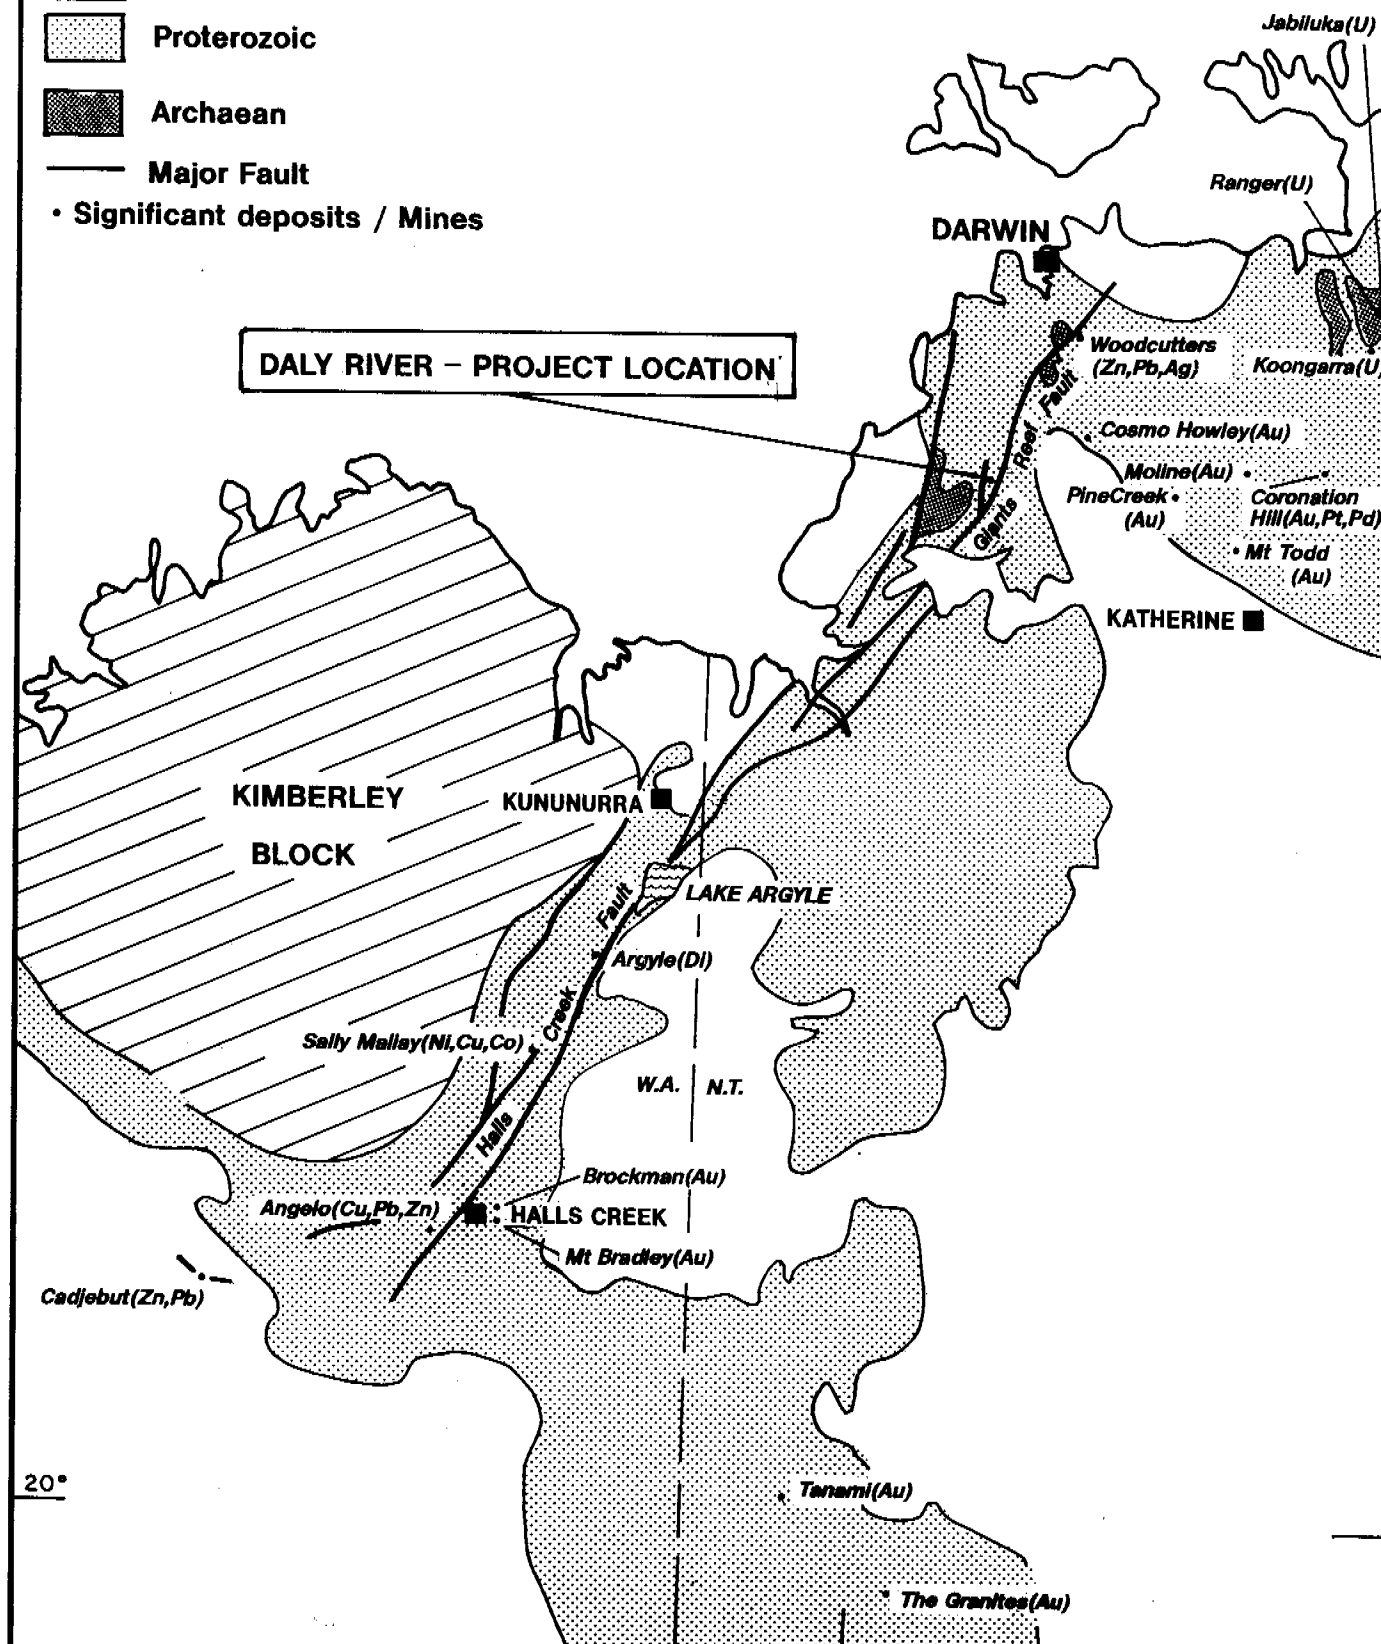 Proterozoic
Archaean
Major Fault
• Significant deposits / Mines
Jabiluka(U)
Ranger(U)
DARWIN
DALY RIVER – PROJECT LOCATION
Woodcutters
(Zn,Pb,Ag)
Koongarra(U)
Giants Reef Fault
Cosmo Howley(Au)
Moline(Au)
PineCreek
(Au)
Coronation
Hill(Au,Pt,Pd)
Mt Todd
(Au)
KATHERINE
KIMBERLEY
BLOCK
KUNUNURRA
LAKE ARGYLE
Halls Creek Fault
Argyle(Di)
Sally Mallay(Ni,Cu,Co)
W.A.
N.T.
Brockman(Au)
Angelo(Cu,Pb,Zn)
HALLS CREEK
Mt Bradley(Au)
Cadjebut(Zn,Pb)
20°
Tanami(Au)
The Granites(Au)